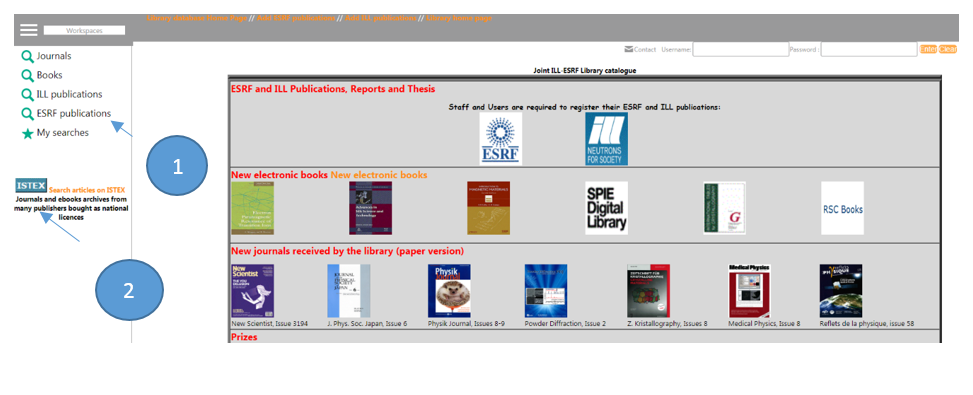 Library database home page // Add ESRF publications // Add ILL publications // Library home page
Workspaces
Contact Username: Password : Enter Clear
Journals
Books
ILL publications
ESRF publications
My searches
1
ISTEX Search articles on ISTEX
Journals and ebooks archives from
many publishers bought as national
licences
2
Joint ILL-ESRF Library catalogue
ESRF and ILL Publications, Reports and Thesis
Staff and Users are required to register their ESRF and ILL publications:
ESRF
ill
NEUTRONS
FOR SOCIETY
New electronic books New electronic books
SPIE
Digital
Library
G
RSC Books
New journals received by the library (paper version)
New
Scientist
Physik
Journal
Medical Physics
New Scientist, Issue 3194
J. Phys. Soc. Japan, Issue 6
Physik Journal, Issues 8-9
Powder Diffraction, Issue 2
Z. Kristallography, Issues 8
Medical Physics, Issue 8
Reflets de la physique, issue 58
Prizes